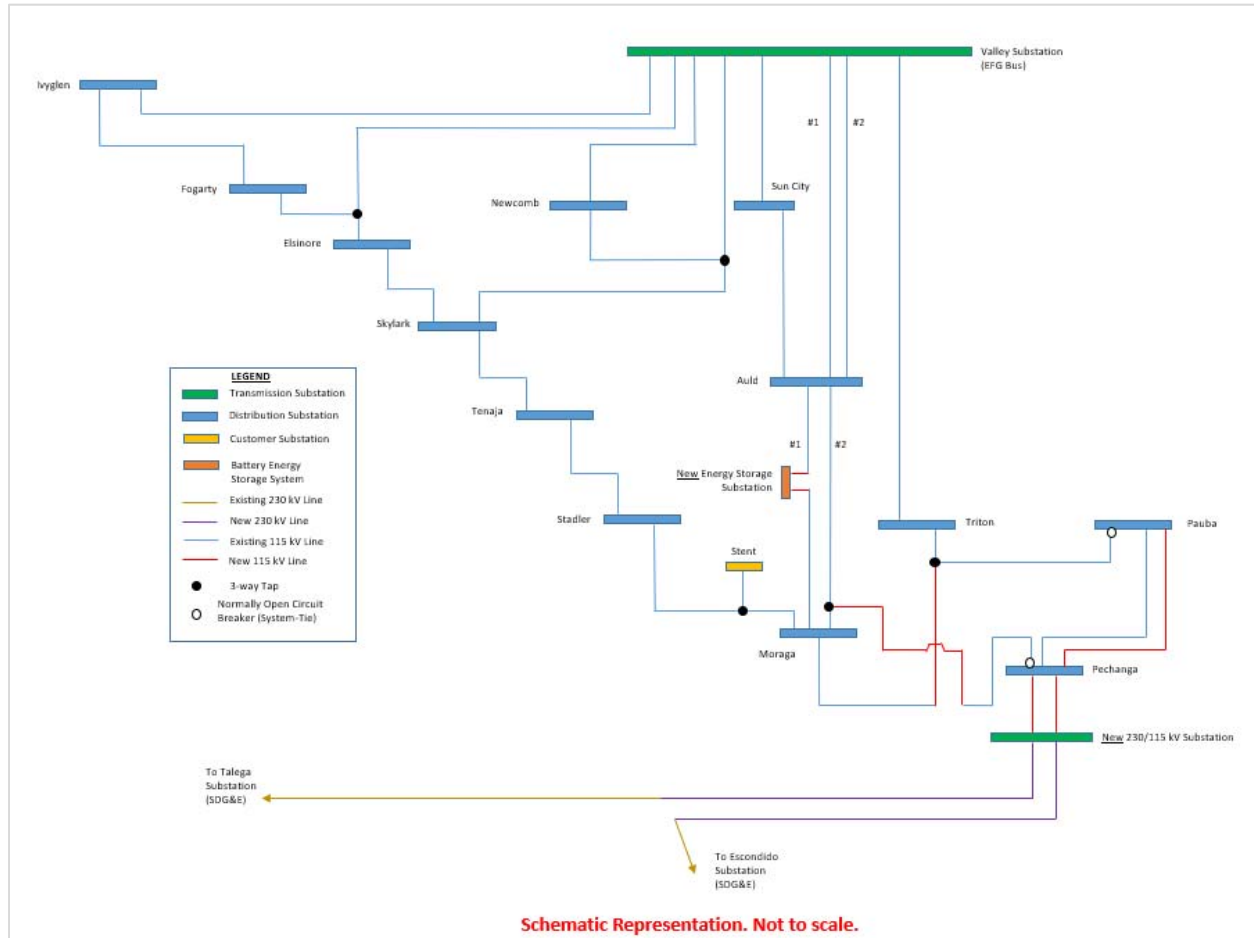 Valley Substation
(EFG Bus)
Ivyglen
#1
#2
Fogarty
Newcomb
Sun City
Elsinore
Skylark
LEGEND
Transmission Substation
Distribution Substation
Customer Substation
Battery Energy
Storage System
Existing 230 kV Line
New 230 kV Line
Existing 115 kV Line
New 115 kV Line
3-way Tap
Normally Open Circuit
Breaker (System-Tie)
Auld
Tenaja
#1
#2
New Energy Storage
Substation
Stadler
Triton
Pauba
Stent
Moraga
Pechanga
New 230/115 kV Substation
To Talega
Substation
(SDG&E)
To Escondido
Substation
(SDG&E)
Schematic Representation. Not to scale.